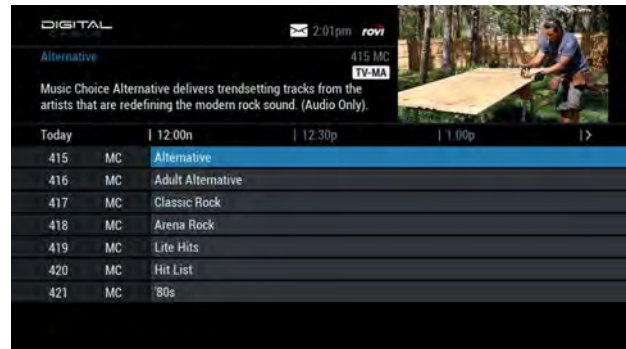 DIGITAL
CABLE
2:01pm rovi
Alternative 415 MC
TV-MA
Music Choice Alternative delivers trendsetting tracks from the
artists that are redefining the modern rock sound. (Audio Only).
Today | 12:00n | 12:30p | 1:00p
415 MC Alternative
416 MC Adult Alternative
417 MC Classic Rock
418 MC Arena Rock
419 MC Lite Hits
420 MC Hit List
421 MC '80s